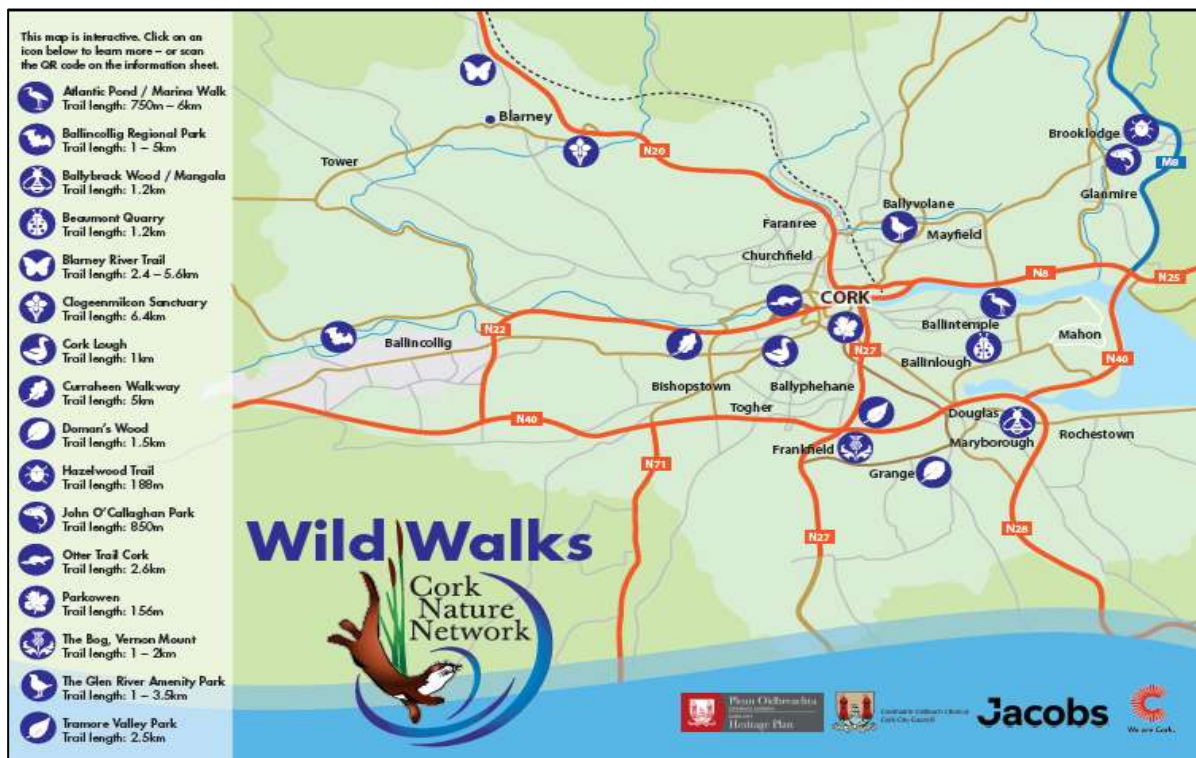 This map is interactive. Click on an
icon below to learn more – or scan
the QR code on the information sheet.
Atlantic Pond / Marina Walk
Trail length: 750m – 6km
Ballincollig Regional Park
Trail length: 1 – 5km
Ballybrack Wood / Mangala
Trail length: 1.2km
Beaumont Quarry
Trail length: 1.2km
Blarney River Trail
Trail length: 2.4 – 5.6km
Clogeenmilcon Sanctuary
Trail length: 6.4km
Cork Lough
Trail length: 1km
Curraheen Walkway
Trail length: 5km
Doman's Wood
Trail length: 1.5km
Hazelwood Trail
Trail length: 188m
John O'Callaghan Park
Trail length: 850m
Otter Trail Cork
Trail length: 2.6km
Parkowen
Trail length: 156m
The Bog, Vernon Mount
Trail length: 1 – 2km
The Glen River Amenity Park
Trail length: 1 – 3.5km
Tramore Valley Park
Trail length: 2.5km
Blarney
Tower
N20
Brooklodge
M8
Glanmire
Ballyvolane
Faranree
Mayfield
Churchfield
N8
N25
CORK
N22
Ballintemple
Mahon
Ballincollig
N27
Ballinlough
N40
Bishopstown
Ballyphehane
Togher
N40
Douglas
Maryborough
Rochestown
Frankfield
Grange
N71
N27
N28
Wild Walks
Cork
Nature
Network
Plean Oidhreachta
Heritage Plan
Comhairle Cathrach Chorcaí
Cork City Council
Jacobs
We are Cork.